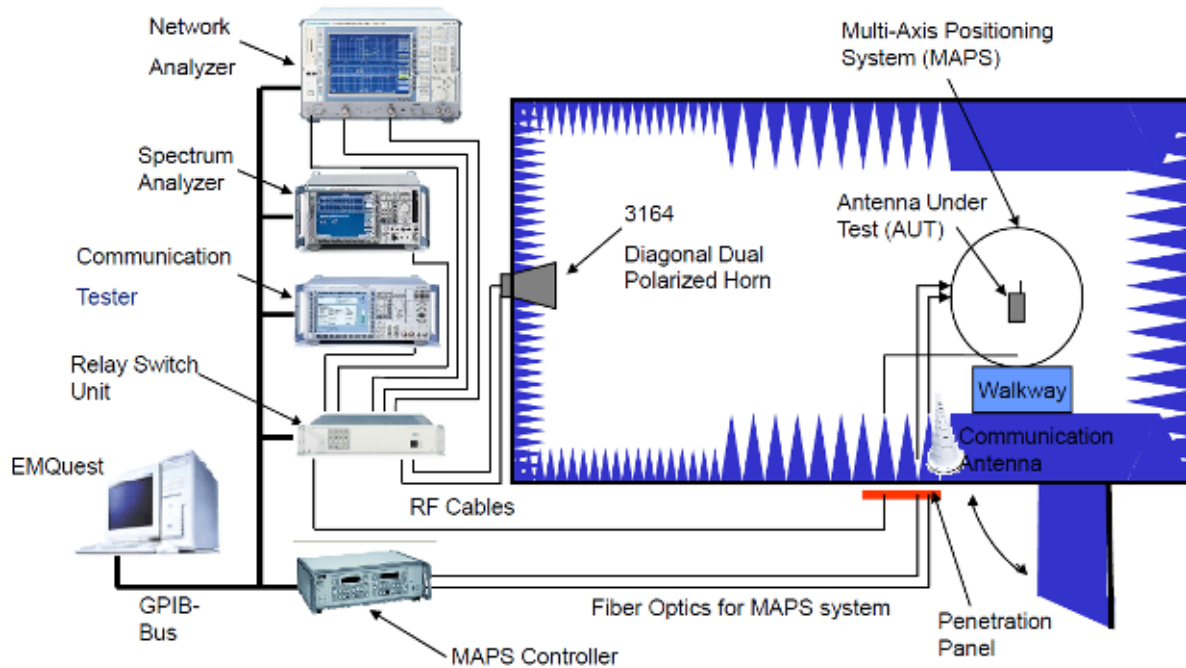 Network
Analyzer
Spectrum
Analyzer
Communication
Tester
Relay Switch
Unit
EMQuest
GPIB-
Bus
MAPS Controller
RF Cables
Fiber Optics for MAPS system
3164
Diagonal Dual
Polarized Horn
Multi-Axis Positioning
System (MAPS)
Antenna Under
Test (AUT)
Walkway
Communication
Antenna
Penetration
Panel